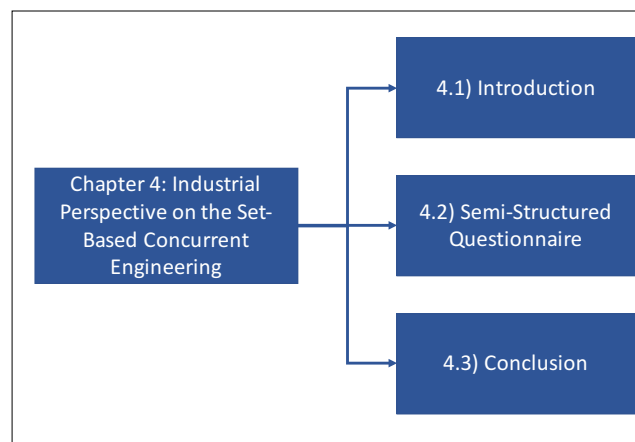 Chapter 4: Industrial
Perspective on the Set-
Based Concurrent
Engineering
4.1) Introduction
4.2) Semi-Structured
Questionnaire
4.3) Conclusion